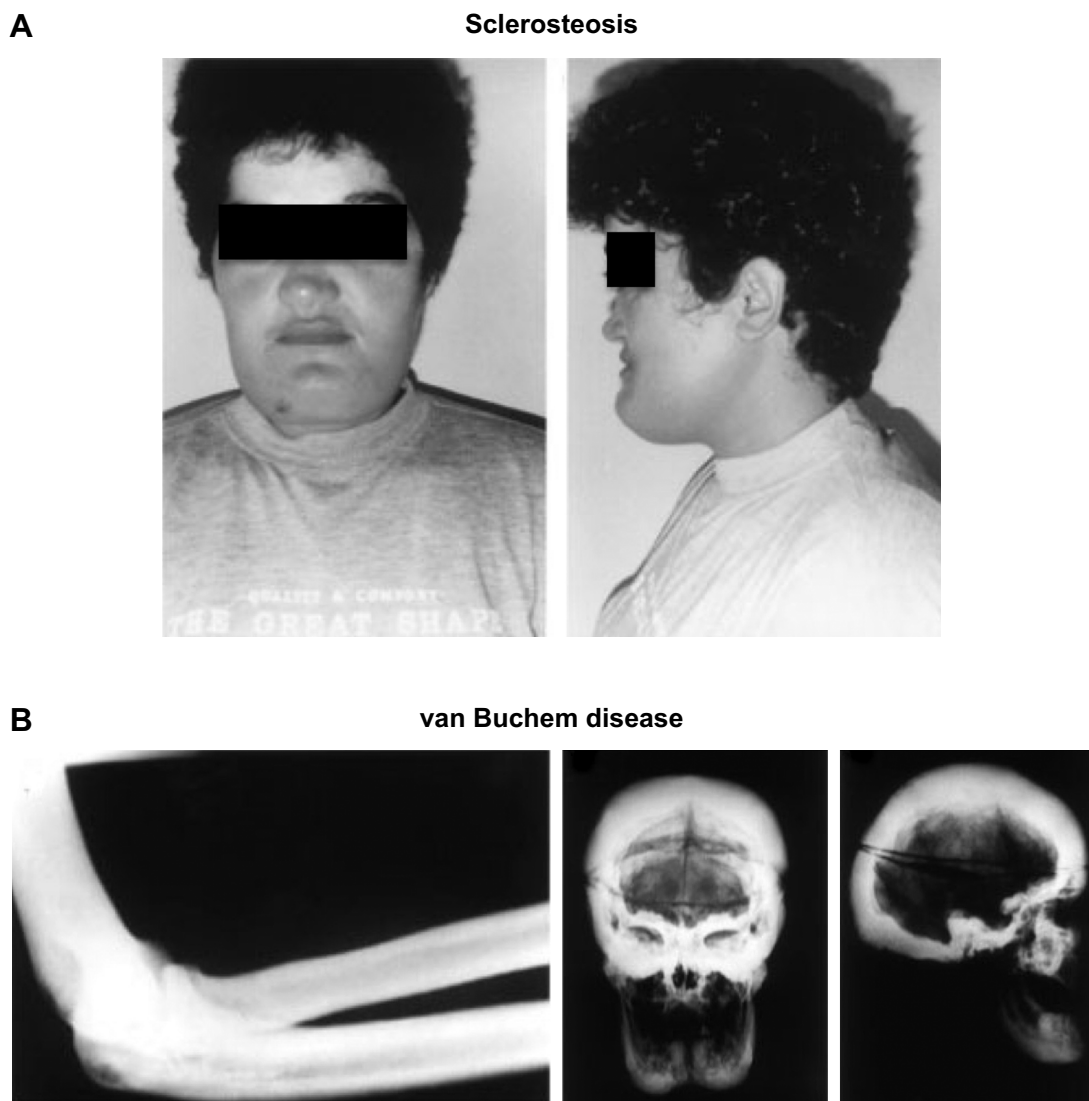 A
Sclerosteosis
QUALITY & COMFORT
THE GREAT SHAPE
B
van Buchem disease